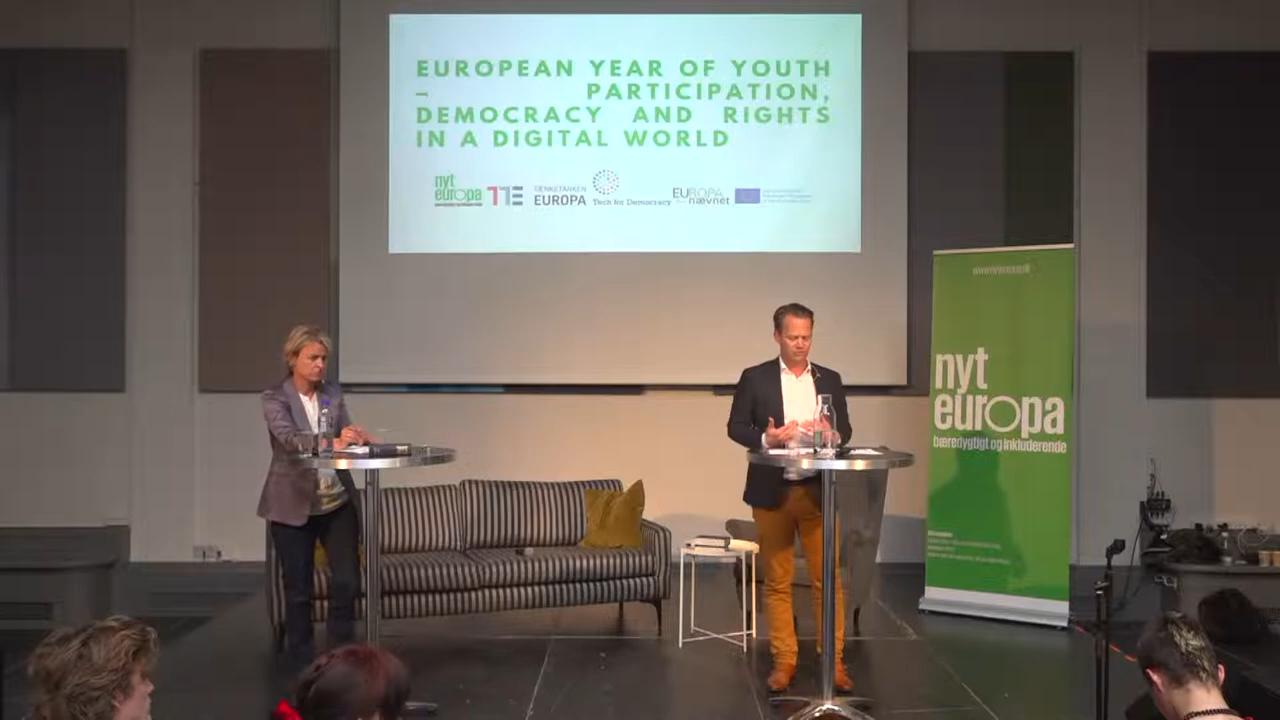 EUROPEAN YEAR OF YOUTH
– PARTICIPATION,
DEMOCRACY AND RIGHTS
IN A DIGITAL WORLD
nyt
europa
TTE
TÆNKETANKEN
EUROPA
Tech for Democracy
EUROPA
nævnet
nyt
europa
bæredygtigt og inkluderende